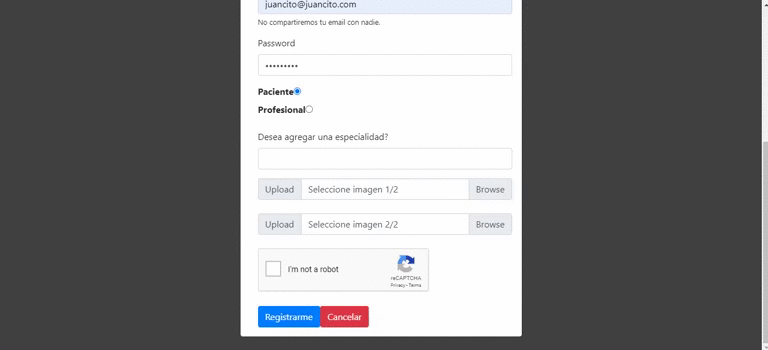 juancito@juancito.com
No compartiremos tu email con nadie.
Password
•••••••••
Paciente
Profesional
Desea agregar una especialidad?
Upload Seleccione imagen 1/2 Browse
Upload Seleccione imagen 2/2 Browse
I'm not a robot
reCAPTCHA
Privacy - Terms
Registrarme Cancelar